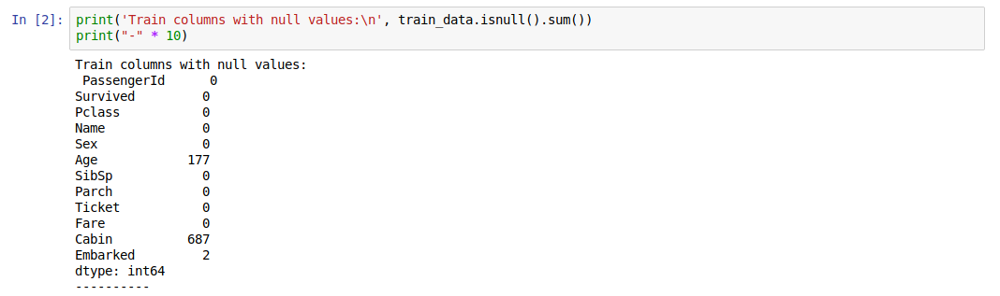 In [2]: print('Train columns with null values:\n', train_data.isnull().sum())
print("-" * 10)
Train columns with null values:
 PassengerId      0
Survived         0
Pclass           0
Name             0
Sex              0
Age            177
SibSp            0
Parch            0
Ticket           0
Fare             0
Cabin          687
Embarked         2
dtype: int64
----------